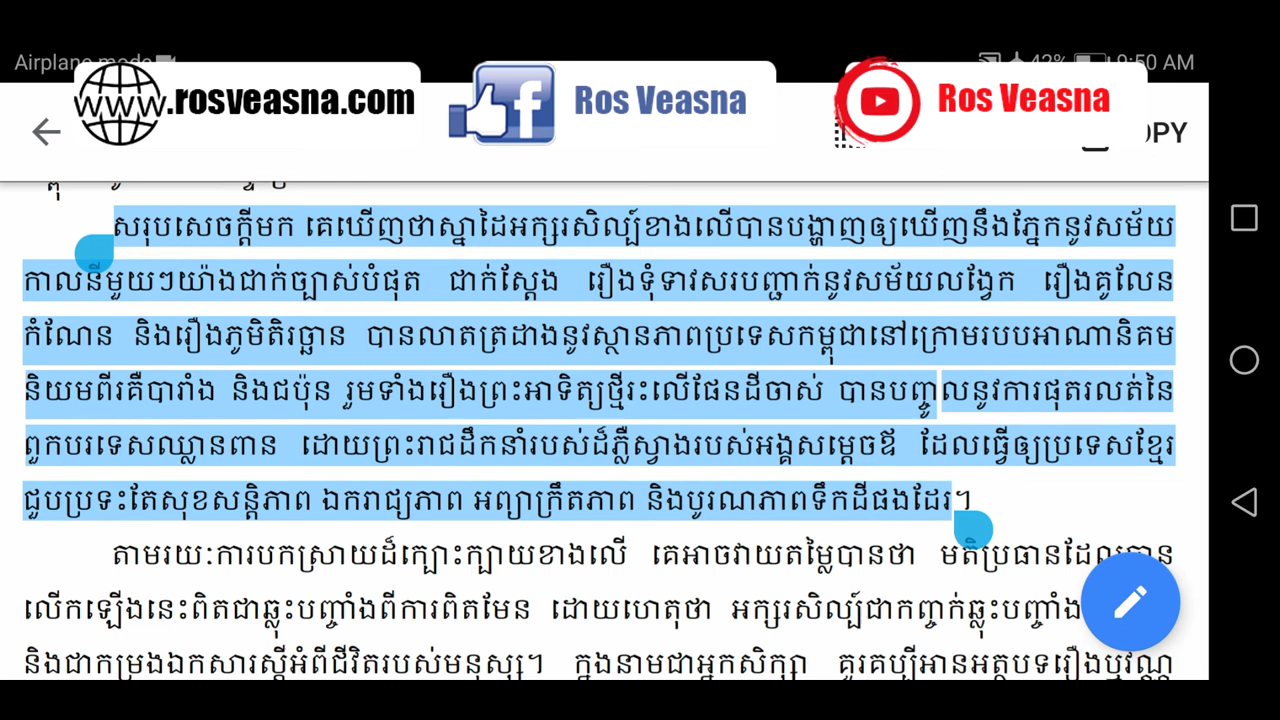 Airplane mode 42% 9:50 AM
www.rosveasna.com Ros Veasna Ros Veasna
OPY
សរុបសេចក្តីមក គេឃើញថាស្នាដៃអក្សរសិល្ប៍ខាងលើបានបង្ហាញឲ្យឃើញនឹងភ្នែកនូវសម័យ
កាលនីមួយៗយ៉ាងជាក់ច្បាស់បំផុត ជាក់ស្តែង រឿងទុំទាវសរបញ្ជាក់នូវសម័យលង្វែក រឿងគូលែន
កំណែន និងរឿងភូមិតិរច្ឆាន បានលាតត្រដាងនូវស្ថានភាពប្រទេសកម្ពុជានៅក្រោមរបបអាណានិគម
និយមពីរគឺបារាំង និងជប៉ុន រួមទាំងរឿងព្រះអាទិត្យថ្មីរះលើផែនដីចាស់ បានបញ្ចូលនូវការផុតរលត់នៃ
ពួកបរទេសឈ្លានពាន ដោយព្រះរាជដឹកនាំរបស់ដ៏ភ្លឺស្វាងរបស់អង្គសម្តេចឪ ដែលធ្វើឲ្យប្រទេសខ្មែរ
ជួបប្រទះតែសុខសន្តិភាព ឯករាជ្យភាព អព្យាក្រឹតភាព និងបូរណភាពទឹកដីផងដែរ។
តាមរយៈការបកស្រាយដ៏ក្បោះក្បាយខាងលើ គេអាចវាយតម្លៃបានថា មតិប្រធានដែលបាន
លើកឡើងនេះពិតជាឆ្លុះបញ្ចាំងពីការពិតមែន ដោយហេតុថា អក្សរសិល្ប៍ជាកញ្ចក់ឆ្លុះបញ្ចាំង
និងជាកម្រងឯកសារស្តីអំពីជីវិតរបស់មនុស្ស។ ក្នុងនាមជាអ្នកសិក្សា គួរគប្បីអានអត្ថបទរឿងឬវណ្ណ